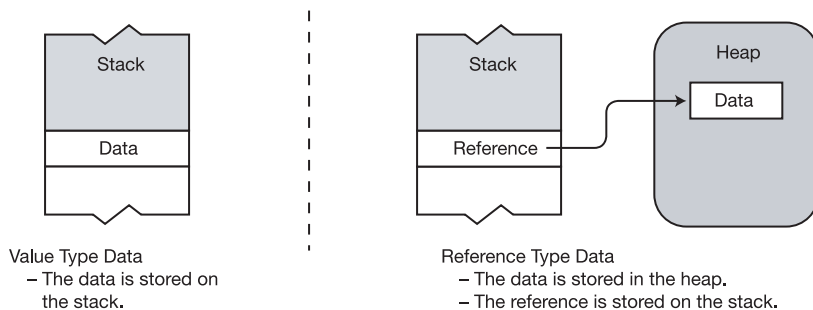 Stack
Data
Value Type Data
– The data is stored on
the stack.
Stack
Reference
Heap
Data
Reference Type Data
– The data is stored in the heap.
– The reference is stored on the stack.